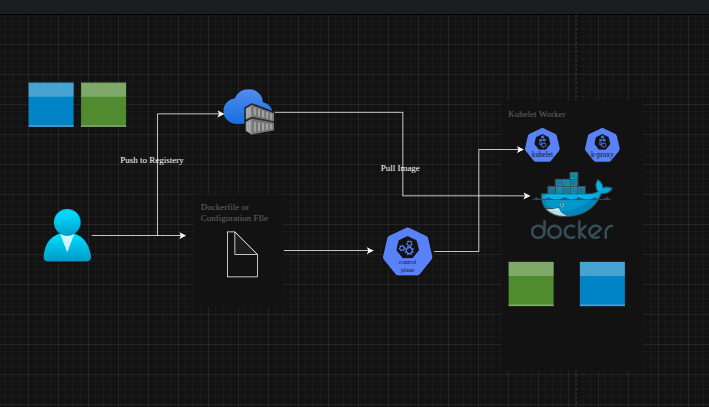 Kubelet Worker
kubelet
k-proxy
Push to Registery
Pull Image
docker
Dockerfile or
Configuration FIle
control
plane